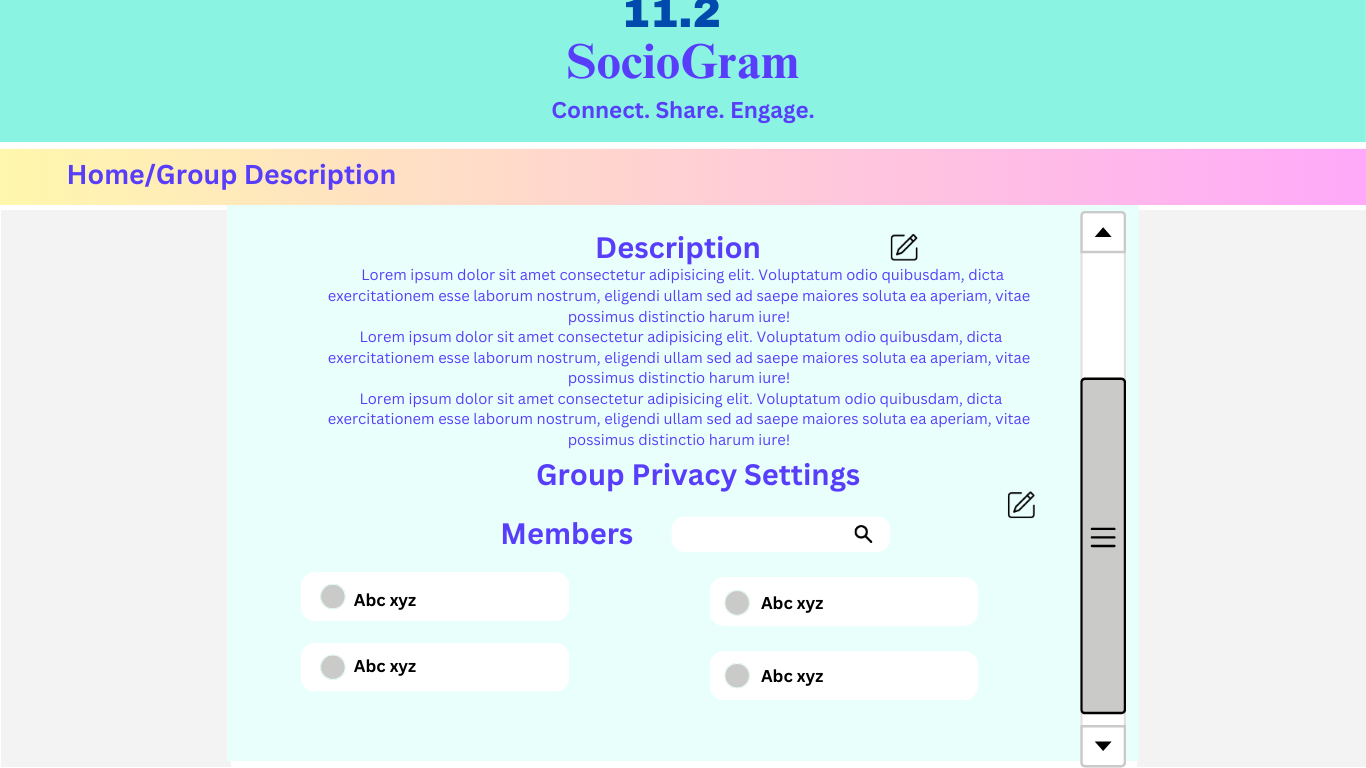 11.2
SocioGram
Connect. Share. Engage.
Home/Group Description
Description
Lorem ipsum dolor sit amet consectetur adipisicing elit. Voluptatum odio quibusdam, dicta
exercitationem esse laborum nostrum, eligendi ullam sed ad saepe maiores soluta ea aperiam, vitae
possimus distinctio harum iure!
Lorem ipsum dolor sit amet consectetur adipisicing elit. Voluptatum odio quibusdam, dicta
exercitationem esse laborum nostrum, eligendi ullam sed ad saepe maiores soluta ea aperiam, vitae
possimus distinctio harum iure!
Lorem ipsum dolor sit amet consectetur adipisicing elit. Voluptatum odio quibusdam, dicta
exercitationem esse laborum nostrum, eligendi ullam sed ad saepe maiores soluta ea aperiam, vitae
possimus distinctio harum iure!
Group Privacy Settings
Members
Abc xyz
Abc xyz
Abc xyz
Abc xyz